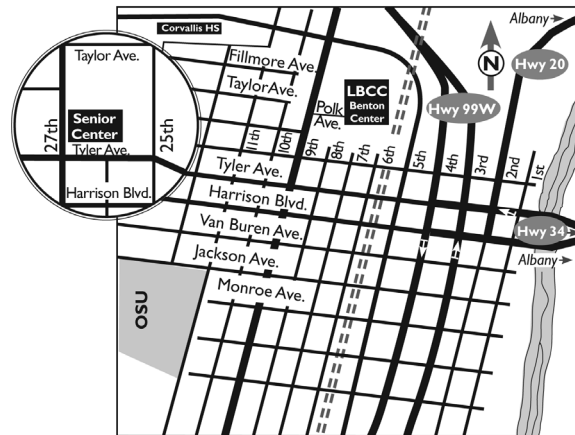 Corvallis HS
Albany
Hwy 20
Taylor Ave.
Fillmore Ave.
Taylor Ave.
N
LBCC
Benton
Center
Hwy 99W
Polk
Ave.
27th
Senior
Center
25th
Tyler Ave.
11th
10th
9th
8th
7th
6th
5th
4th
3rd
2nd
1st
Tyler Ave.
Harrison Blvd.
Harrison Blvd.
Van Buren Ave.
Hwy 34
Jackson Ave.
Albany
Monroe Ave.
OSU